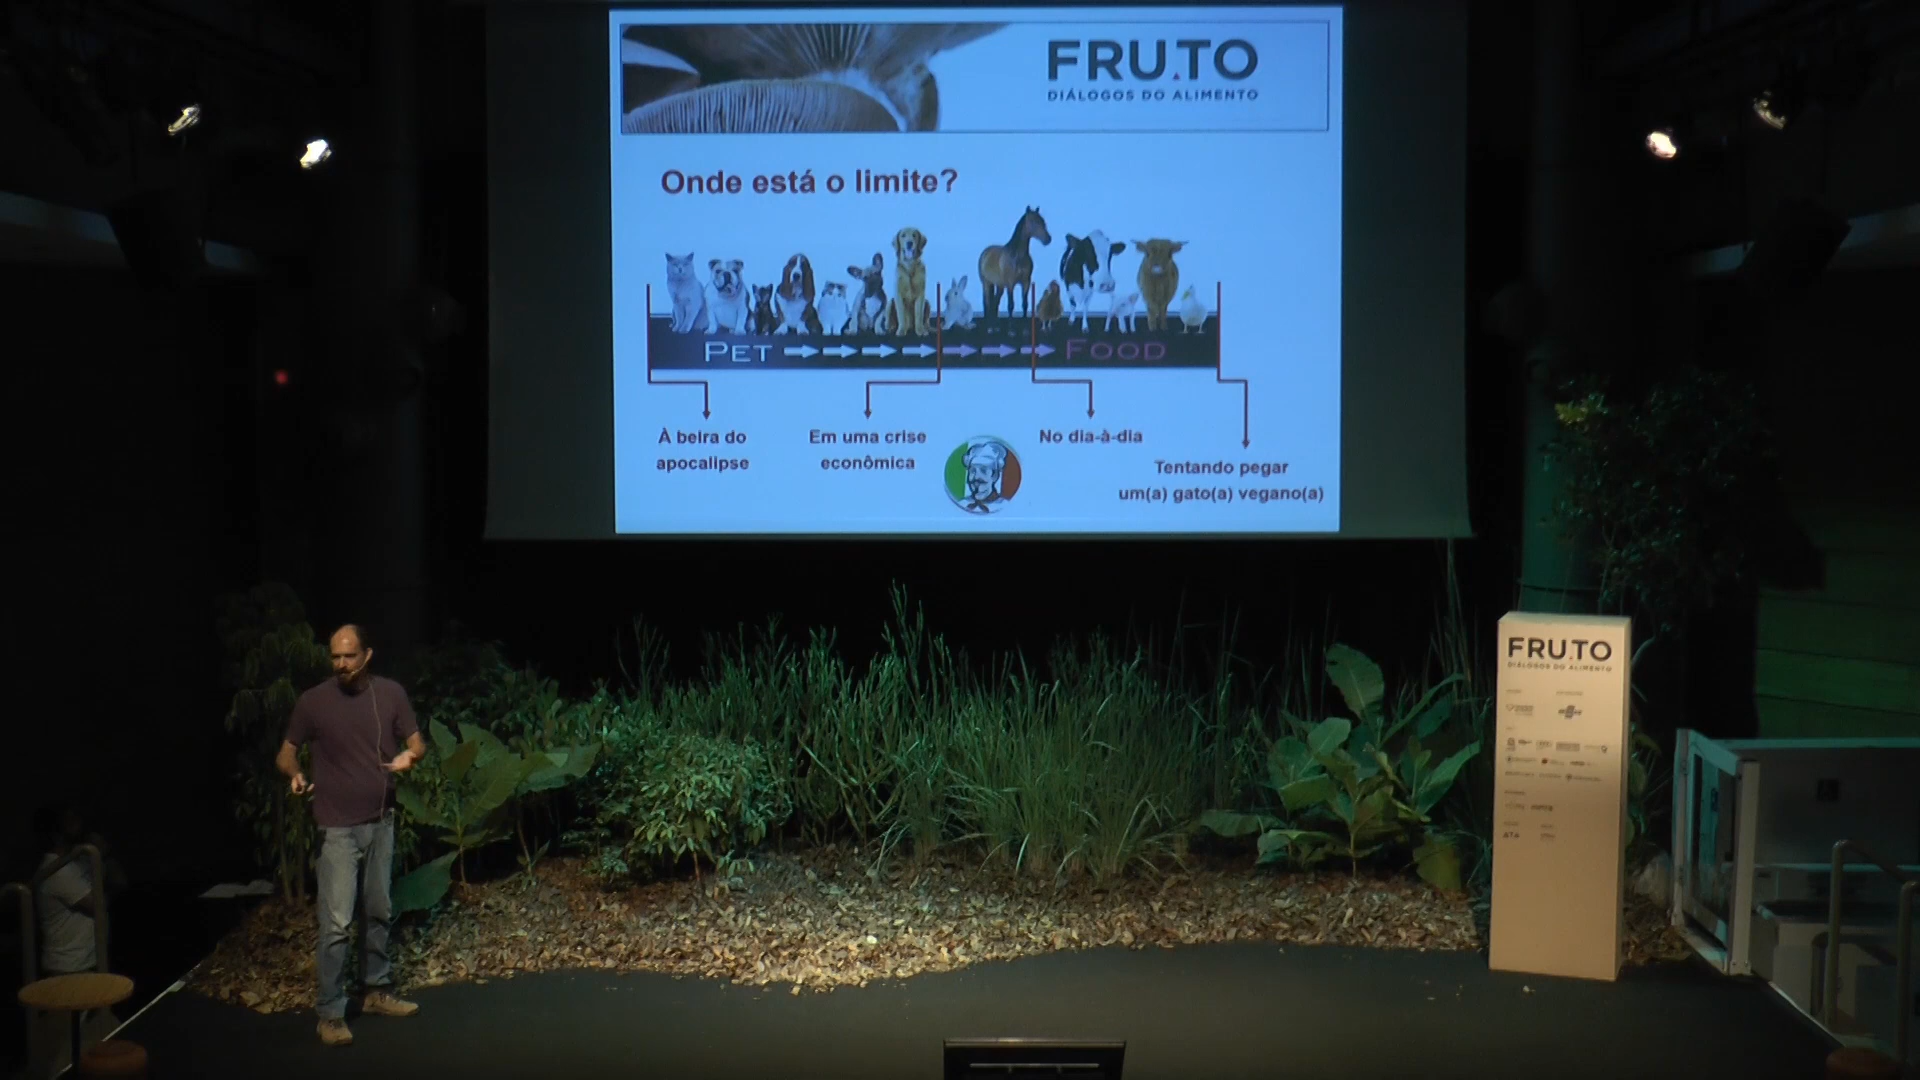 FRU.TO
DIÁLOGOS DO ALIMENTO
Onde está o limite?
PET FOOD
À beira do
apocalipse
Em uma crise
econômica
No dia-à-dia
Tentando pegar
um(a) gato(a) vegano(a)
FRU.TO
DIÁLOGOS DO ALIMENTO
ATA